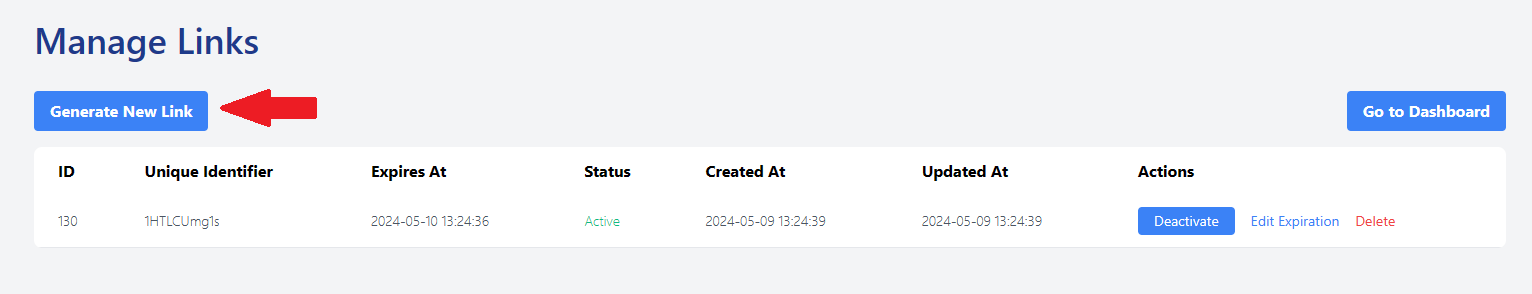 Manage Links
Generate New Link
Go to Dashboard
ID Unique Identifier Expires At Status Created At Updated At Actions
130 1HTLCUmg1s 2024-05-10 13:24:36 Active 2024-05-09 13:24:39 2024-05-09 13:24:39 Deactivate Edit Expiration Delete